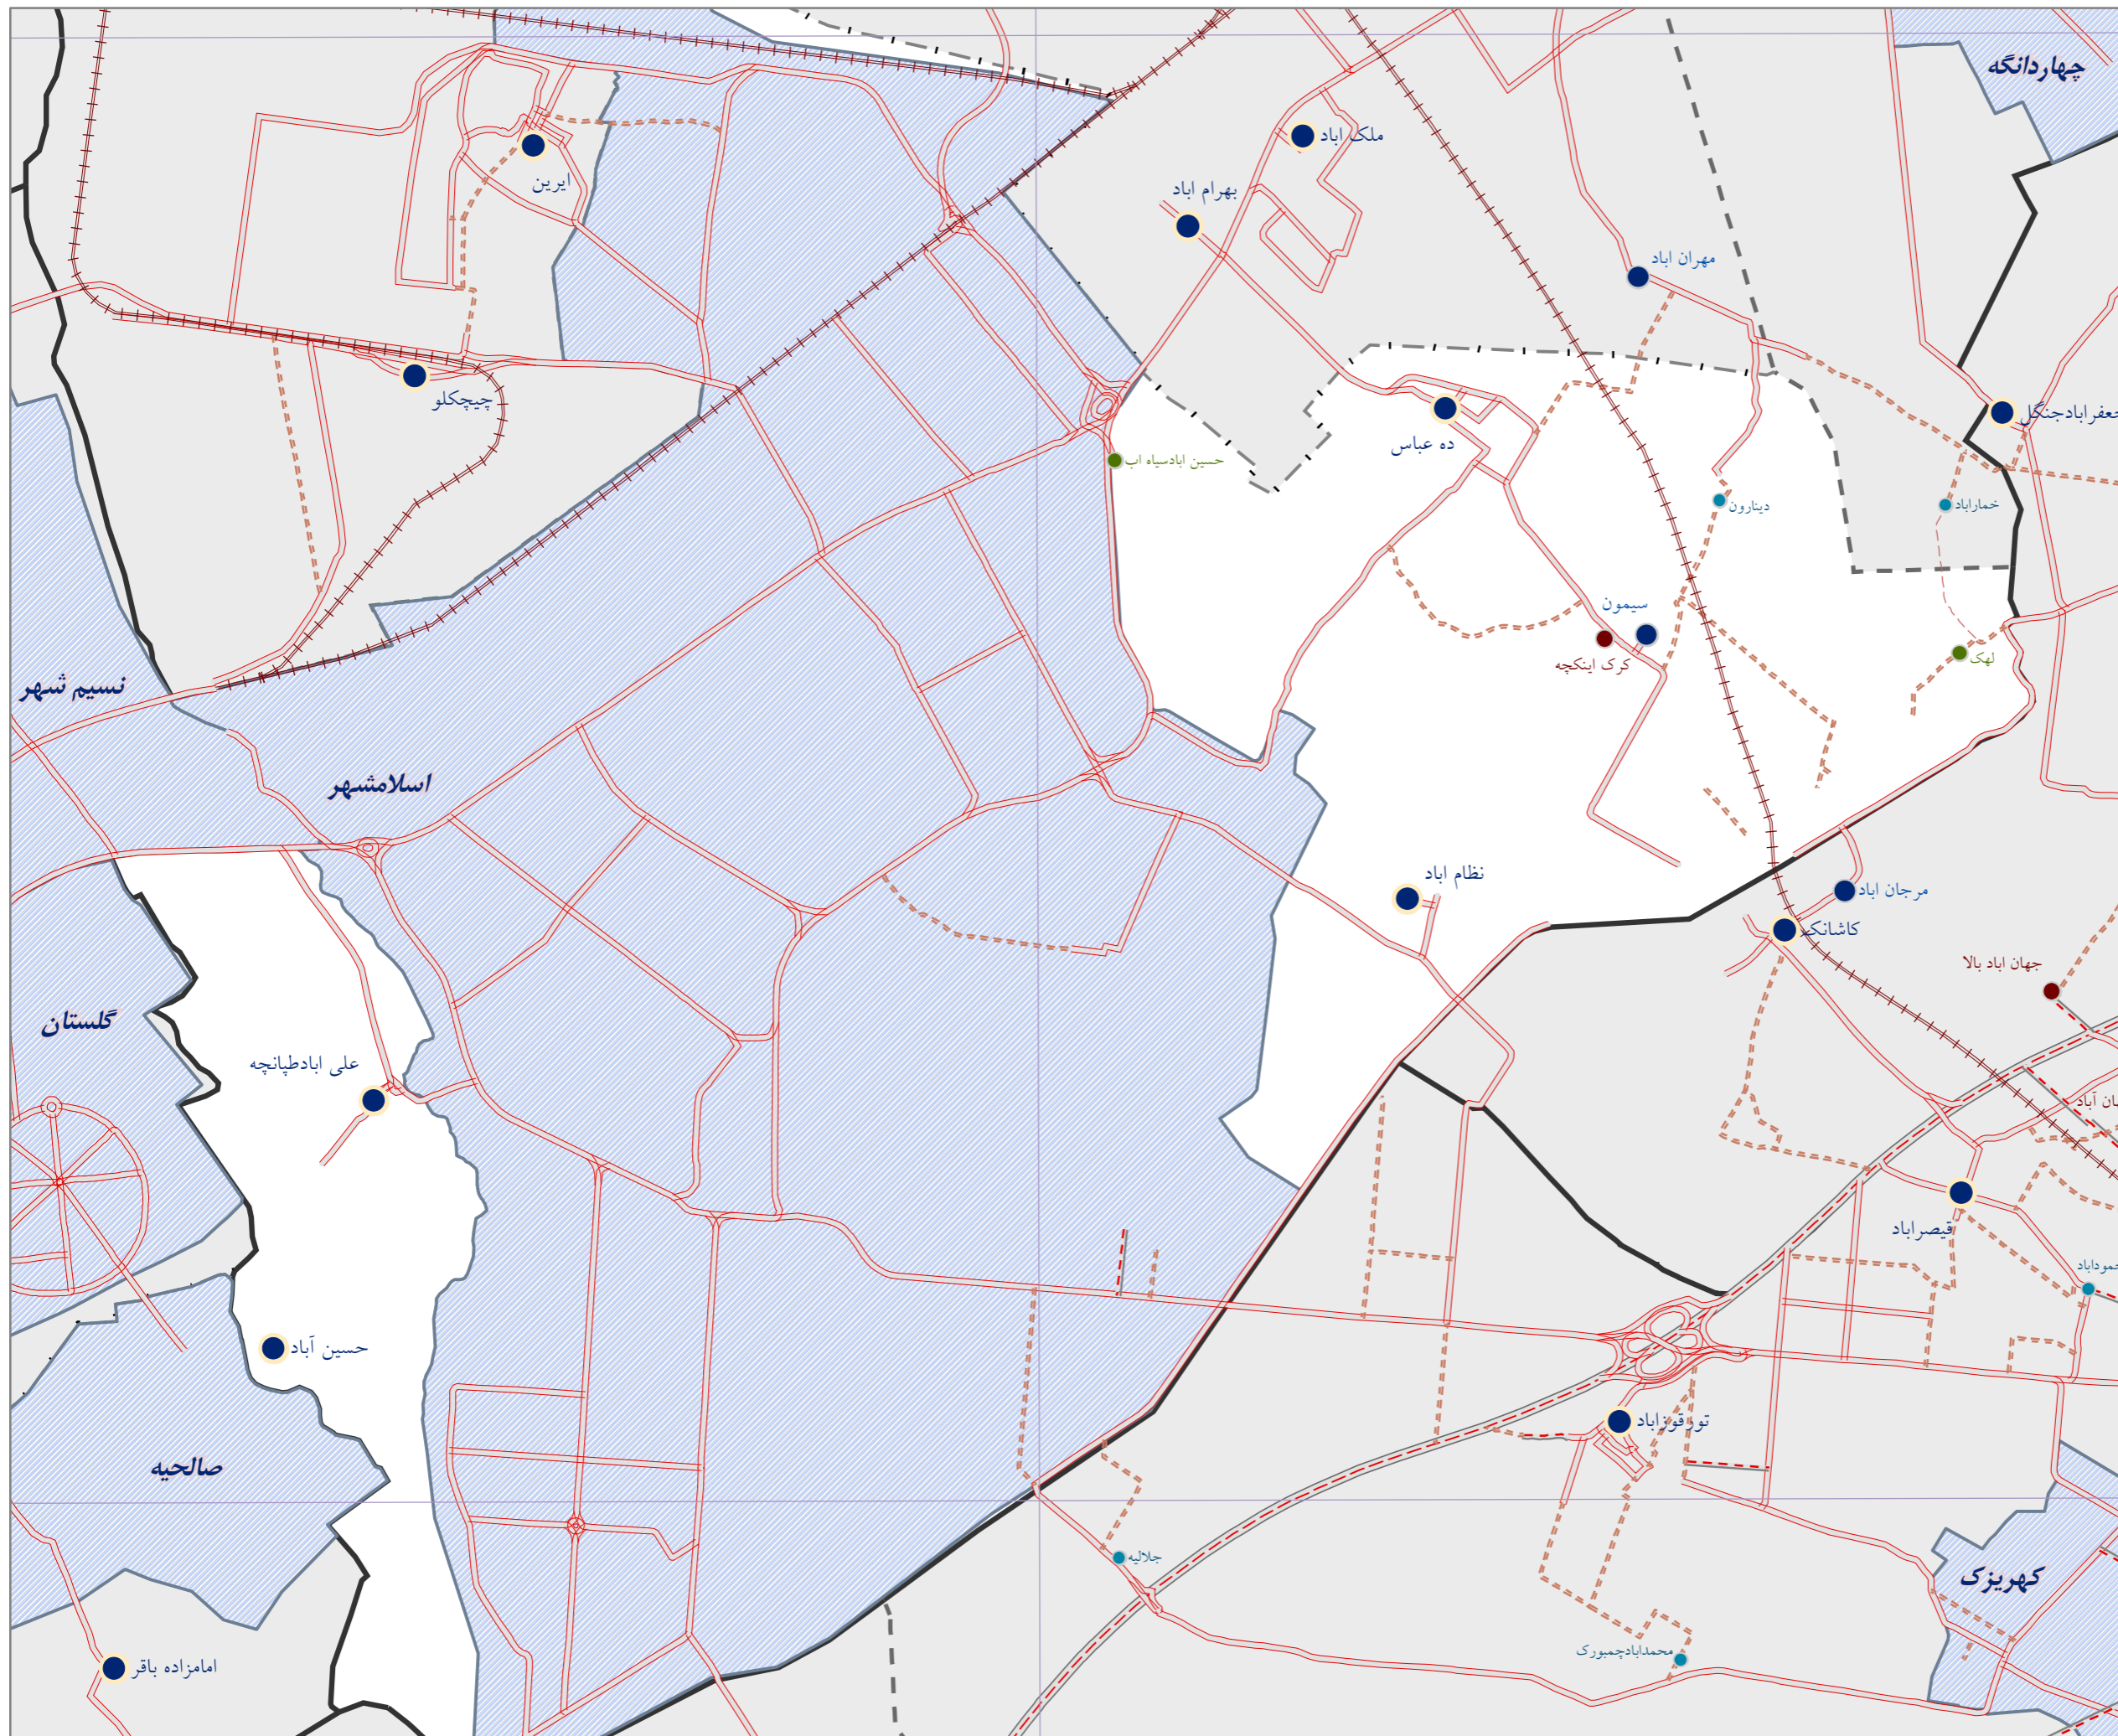 چهاردانگه
ملک اباد
ایرین
بهرام اباد
مهران اباد
چیچکلو
جعفرابادجنگل
ده عباس
حسین ابادسیاه اب
دینارون
خماراباد
سیمون
کرک اینکچه
لهک
نسیم شهر
اسلامشهر
نظام اباد
مرجان اباد
کاشانک
جهان اباد بالا
گلستان
علی ابادطپانچه
قیصراباد
حسین آباد
تورقوزاباد
صالحیه
جلالیه
کهریزک
محمدابادچمبورک
امامزاده باقر